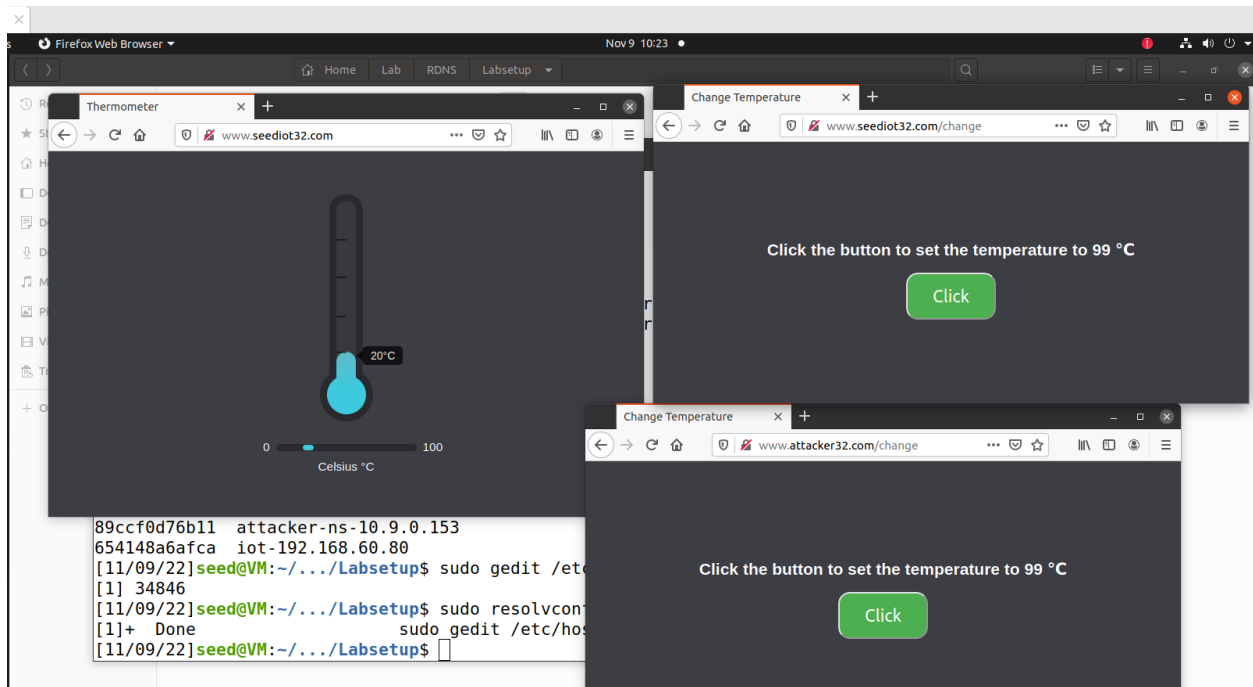 Firefox Web Browser
Nov 9 10:23
Home Lab RDNS Labsetup
Thermometer
www.seediot32.com
20°C
0 100
Celsius °C
Change Temperature
www.seediot32.com/change
Click the button to set the temperature to 99 °C
Click
Change Temperature
www.attacker32.com/change
Click the button to set the temperature to 99 °C
Click
89ccf0d76b11 attacker-ns-10.9.0.153
654148a6afca iot-192.168.60.80
[11/09/22]seed@VM:~/.../Labsetup$ sudo gedit /etc
[1] 34846
[11/09/22]seed@VM:~/.../Labsetup$ sudo resolvconf
[1]+ Done sudo gedit /etc/hos
[11/09/22]seed@VM:~/.../Labsetup$